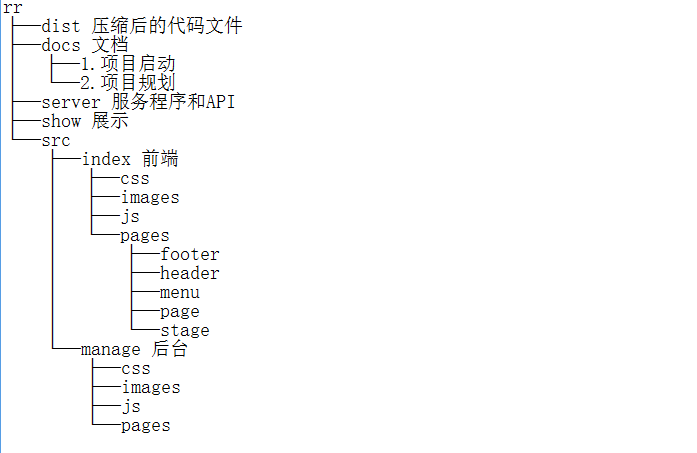 rr
dist 压缩后的代码文件
docs 文档
1.项目启动
2.项目规划
server 服务程序和API
show 展示
src
index 前端
css
images
js
pages
footer
header
menu
page
stage
manage 后台
css
images
js
pages